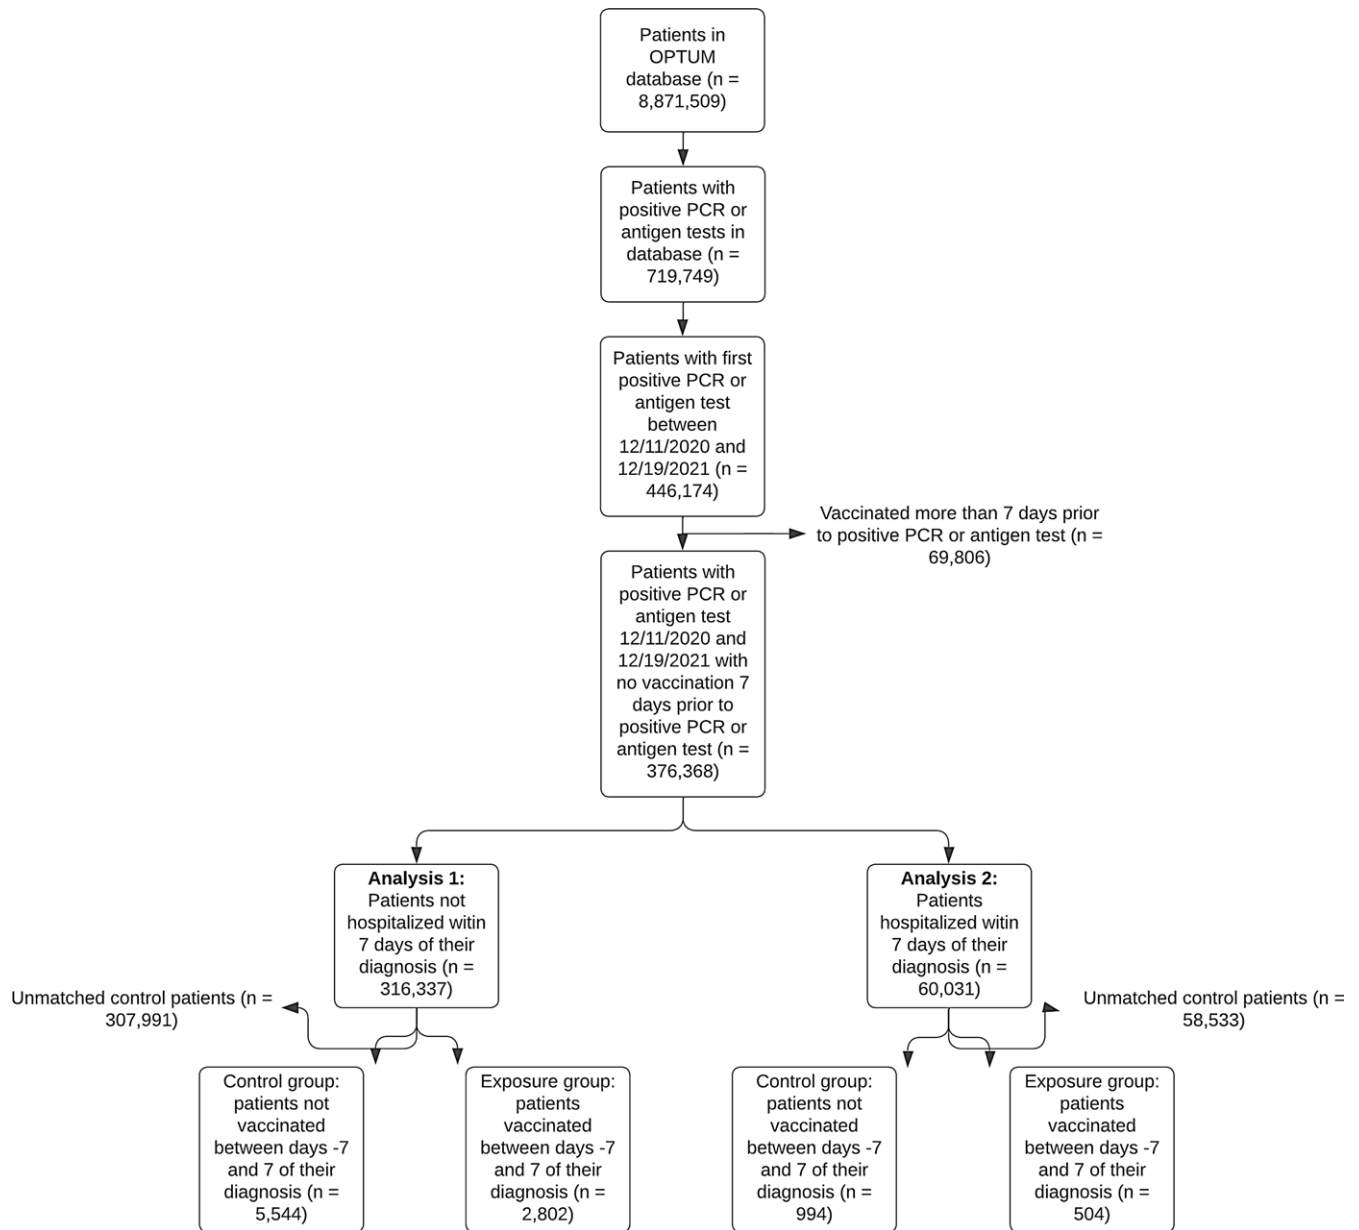 Patients in
OPTUM
database (n =
8,871,509)
Patients with
positive PCR or
antigen tests in
database (n =
719,749)
Patients with first
positive PCR or
antigen test
between
12/11/2020 and
12/19/2021 (n =
446,174)
Vaccinated more than 7 days prior
to positive PCR or antigen test (n =
69,806)
Patients with
positive PCR or
antigen test
12/11/2020 and
12/19/2021 with
no vaccination 7
days prior to
positive PCR or
antigen test (n =
376,368)
Analysis 1:
Patients not
hospitalized witin
7 days of their
diagnosis (n =
316,337)
Analysis 2:
Patients
hospitalized witin
7 days of their
diagnosis (n =
60,031)
Unmatched control patients (n =
307,991)
Unmatched control patients (n =
58,533)
Control group:
patients not
vaccinated
between days -7
and 7 of their
diagnosis (n =
5,544)
Exposure group:
patients
vaccinated
between days -7
and 7 of their
diagnosis (n =
2,802)
Control group:
patients not
vaccinated
between days -7
and 7 of their
diagnosis (n =
994)
Exposure group:
patients
vaccinated
between days -7
and 7 of their
diagnosis (n =
504)